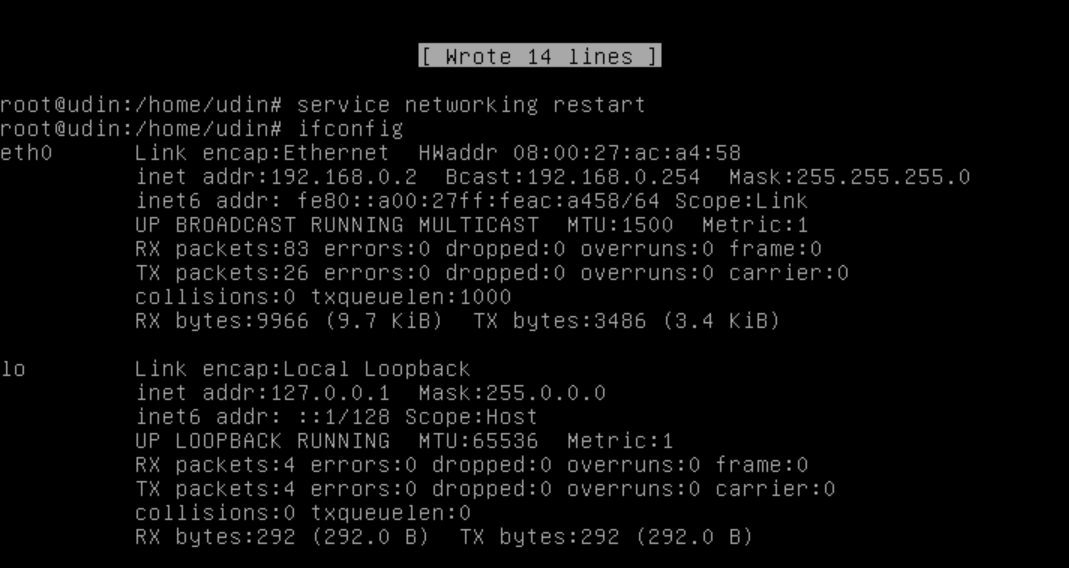 [ Wrote 14 lines ]
root@udin:/home/udin# service networking restart
root@udin:/home/udin# ifconfig
eth0      Link encap:Ethernet  HWaddr 08:00:27:ac:a4:58
          inet addr:192.168.0.2  Bcast:192.168.0.254  Mask:255.255.255.0
          inet6 addr: fe80::a00:27ff:feac:a458/64 Scope:Link
          UP BROADCAST RUNNING MULTICAST  MTU:1500  Metric:1
          RX packets:83 errors:0 dropped:0 overruns:0 frame:0
          TX packets:26 errors:0 dropped:0 overruns:0 carrier:0
          collisions:0 txqueuelen:1000
          RX bytes:9966 (9.7 KiB)  TX bytes:3486 (3.4 KiB)

lo        Link encap:Local Loopback
          inet addr:127.0.0.1  Mask:255.0.0.0
          inet6 addr: ::1/128 Scope:Host
          UP LOOPBACK RUNNING  MTU:65536  Metric:1
          RX packets:4 errors:0 dropped:0 overruns:0 frame:0
          TX packets:4 errors:0 dropped:0 overruns:0 carrier:0
          collisions:0 txqueuelen:0
          RX bytes:292 (292.0 B)  TX bytes:292 (292.0 B)